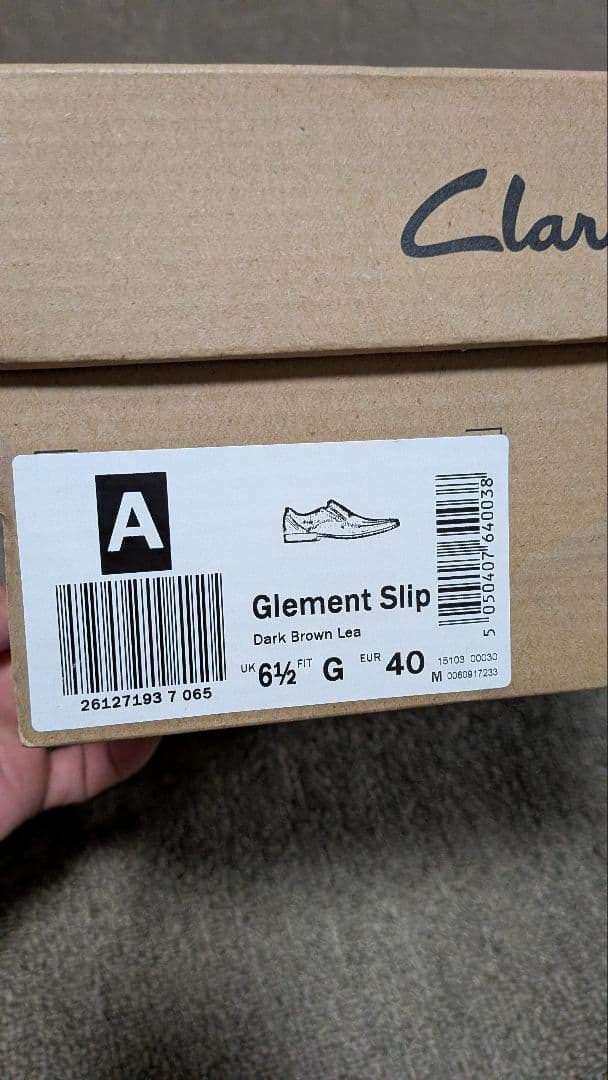 Clar
A
26127193 7 065
Glement Slip
Dark Brown Lea
UK 6½ FIT G EUR 40
15103 00030
M 0060917233
5 050407 640038